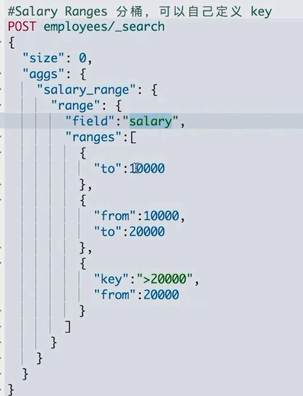 #Salary Ranges 分桶，可以自己定义 key
POST employees/_search
{
  "size": 0,
  "aggs": {
    "salary_range": {
      "range": {
        "field":"salary",
        "ranges":[
          {
            "to":10000
          },
          {
            "from":10000,
            "to":20000
          },
          {
            "key":">20000",
            "from":20000
          }
        ]
      }
    }
  }
}